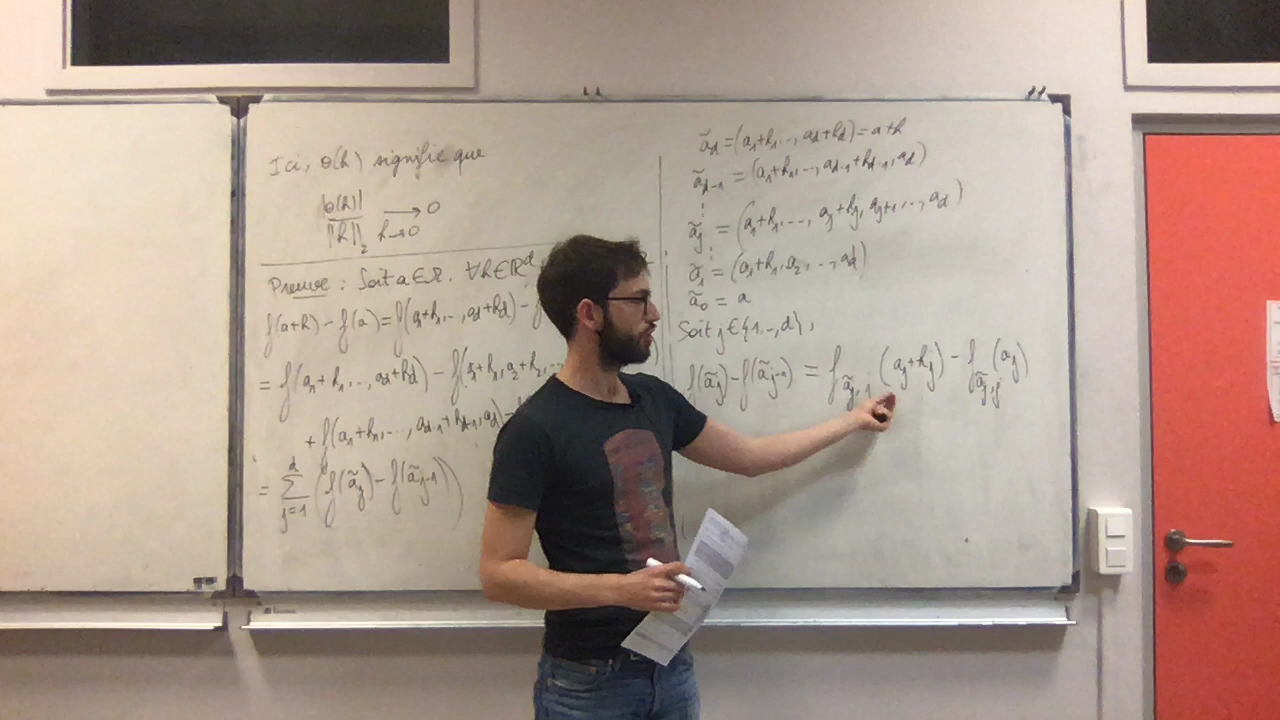 Ici, o(h) signifie que
|o(h)|
‖h‖₂ ⟶ 0
h→0
Preuve : Soit a ∈ Ω. ∀h∈ℝᵈ
f(a+h) - f(a) = f(a₁+h₁,..., a_d+h_d) -
= f(a₁+h₁,..., a_d+h_d) - f(a₁+h₁, a₂+h₂,
+ f(a₁+h₁,..., a_{d-1}+h_{d-1}, a_d) -
= ∑_{j=1}^{d} (f(ã_j) - f(ã_{j-1}))
ã_d = (a₁+h₁..., a_d+h_d) = a+h
ã_{d-1} = (a₁+h₁,..., a_{d-1}+h_{d-1}, a_d)
⋮
ã_j = (a₁+h₁,..., a_j+h_j, a_{j+1},..., a_d)
⋮
ã₁ = (a₁+h₁, a₂,..., a_d)
ã₀ = a
Soit j ∈ {1..., d},
f(ã_j) - f(ã_{j-1}) = f_{ã_j, } (a_j+h_j) - f_{ã_j,j} (a_j)